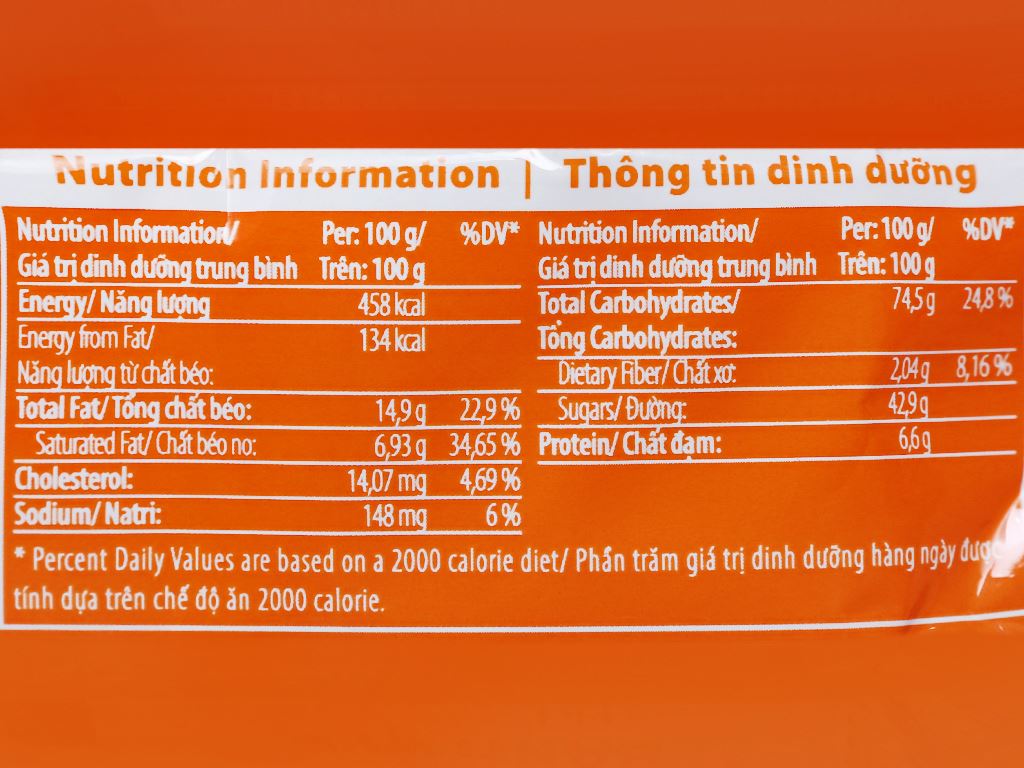 Nutrition Information | Thông tin dinh dưỡng
Nutrition Information/ Per: 100 g/ %DV*
Giá trị dinh dưỡng trung bình Trên: 100 g
Energy/ Năng lượng 458 kcal
Energy from Fat/ 134 kcal
Năng lượng từ chất béo:
Total Fat/ Tổng chất béo: 14,9 g 22,9 %
Saturated Fat/ Chất béo no: 6,93 g 34,65 %
Cholesterol: 14,07 mg 4,69 %
Sodium/ Natri: 148 mg 6 %
Nutrition Information/ Per: 100 g/ %DV*
Giá trị dinh dưỡng trung bình Trên: 100 g
Total Carbohydrates/ 74,5 g 24,8 %
Tổng Carbohydrates:
Dietary Fiber/ Chất xơ: 2,04 g 8,16 %
Sugars/ Đường: 42,9 g
Protein/ Chất đạm: 6,6 g
* Percent Daily Values are based on a 2000 calorie diet/ Phần trăm giá trị dinh dưỡng hàng ngày được
tính dựa trên chế độ ăn 2000 calorie.